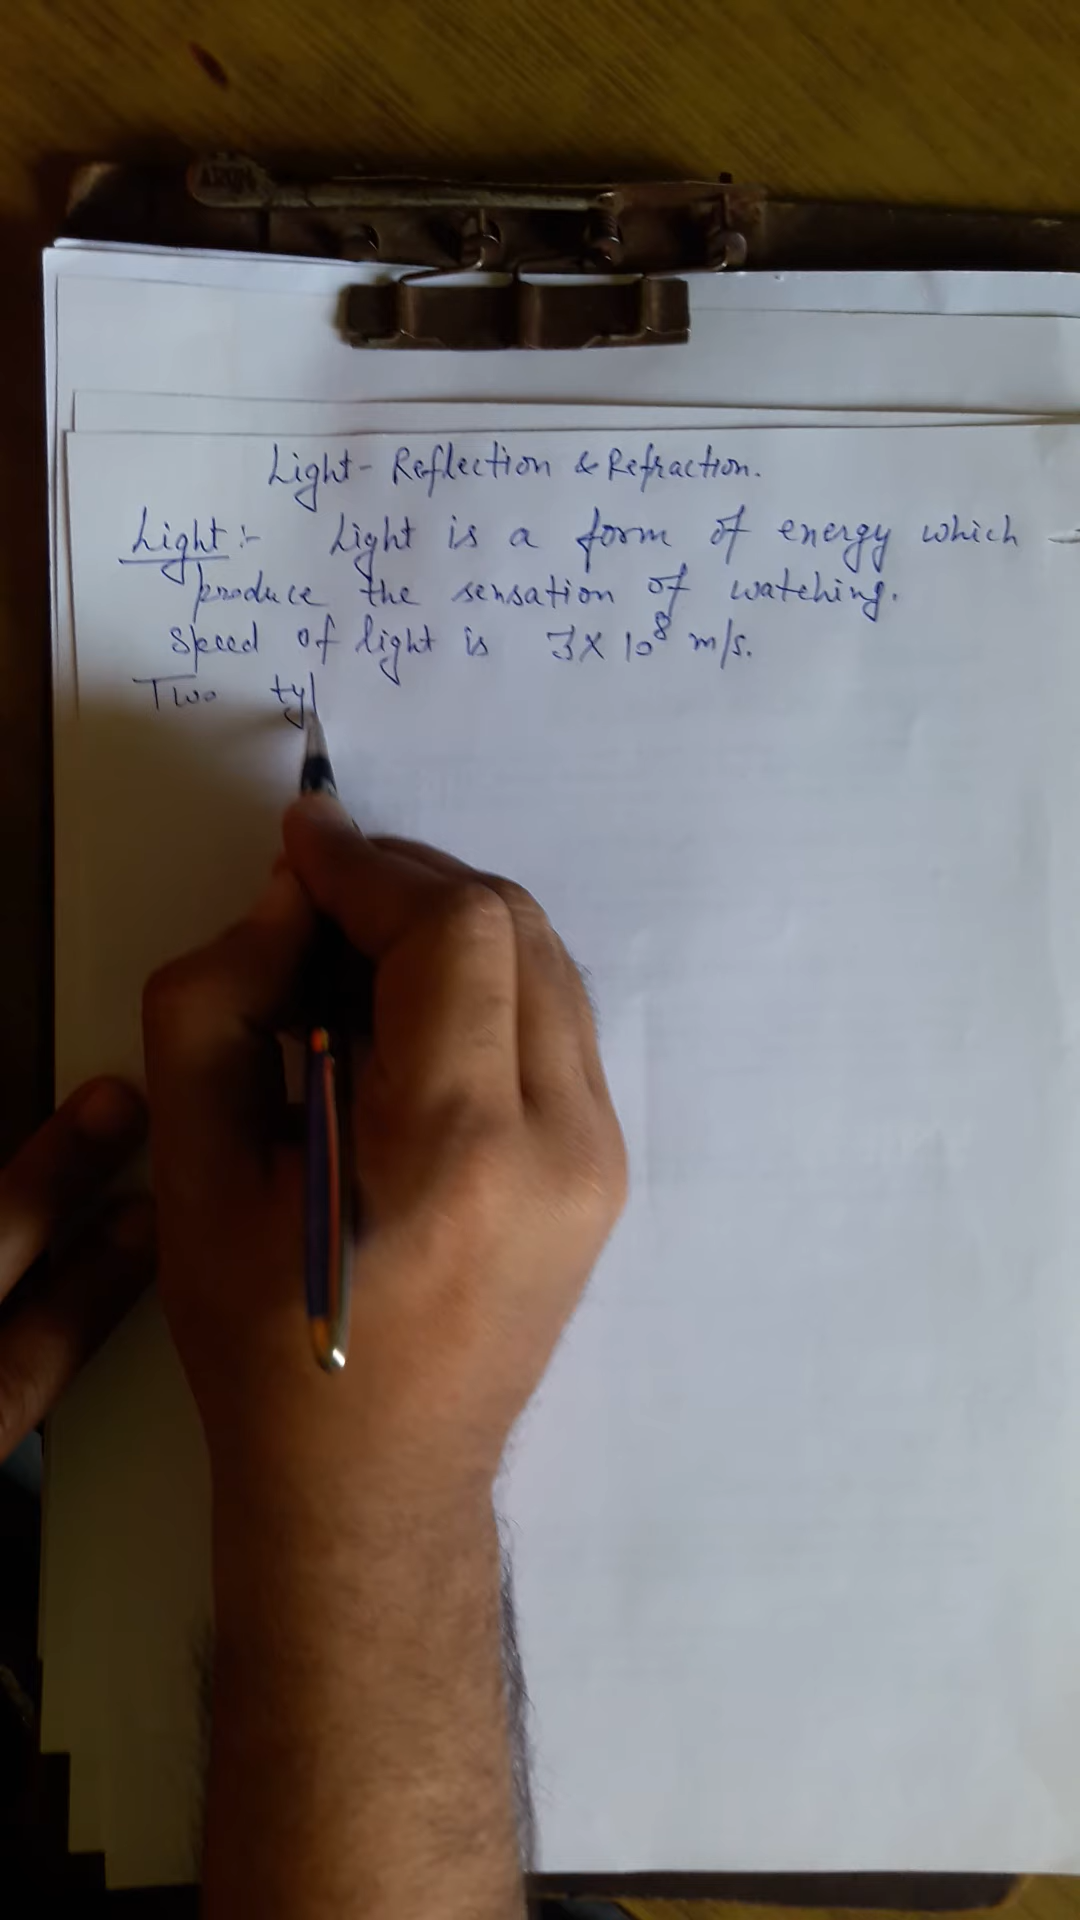 Light - Reflection & Refraction.
Light :- Light is a form of energy which
produce the sensation of watching.
Speed of light is 3 x 10⁸ m/s.
Two